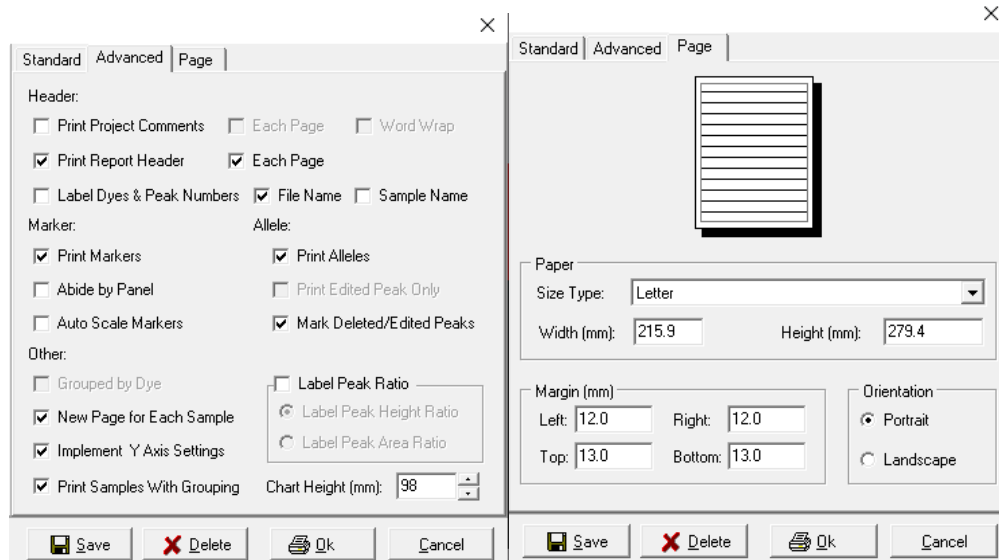 Standard Advanced Page
Header:
Print Project Comments Each Page Word Wrap
Print Report Header Each Page
Label Dyes & Peak Numbers File Name Sample Name
Marker: Allele:
Print Markers Print Alleles
Abide by Panel Print Edited Peak Only
Auto Scale Markers Mark Deleted/Edited Peaks
Other:
Grouped by Dye Label Peak Ratio
New Page for Each Sample Label Peak Height Ratio
Implement Y Axis Settings Label Peak Area Ratio
Print Samples With Grouping Chart Height (mm): 98
Save Delete Ok Cancel
Standard Advanced Page
Paper
Size Type: Letter
Width (mm): 215.9 Height (mm): 279.4
Margin (mm) Orientation
Left: 12.0 Right: 12.0 Portrait
Top: 13.0 Bottom: 13.0 Landscape
Save Delete Ok Cancel